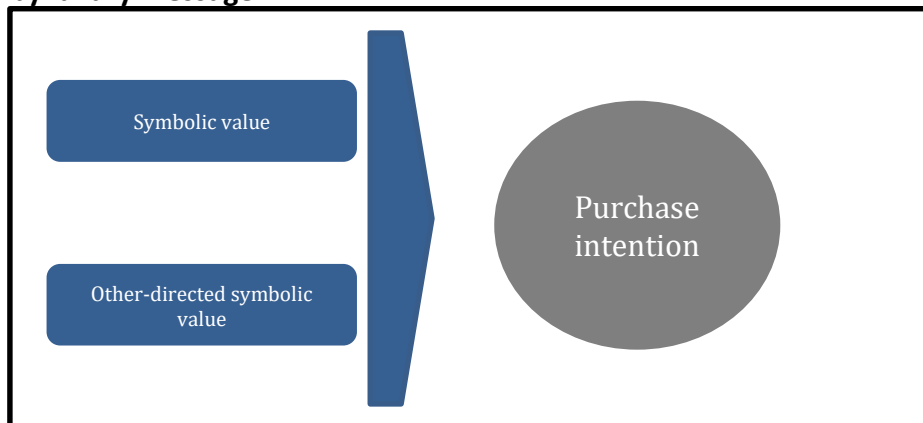 Symbolic value
Other-directed symbolic
value
Purchase
intention